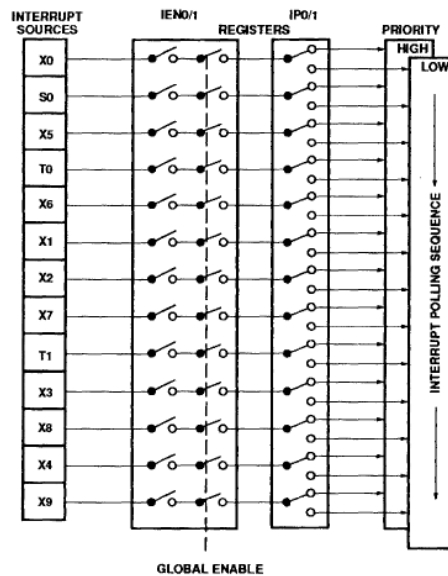 INTERRUPT
SOURCES
IEN0/1
REGISTERS
IP0/1
PRIORITY
HIGH
LOW
X0
S0
X5
T0
X6
X1
X2
X7
T1
X3
X8
X4
X9
INTERRUPT POLLING SEQUENCE
GLOBAL ENABLE